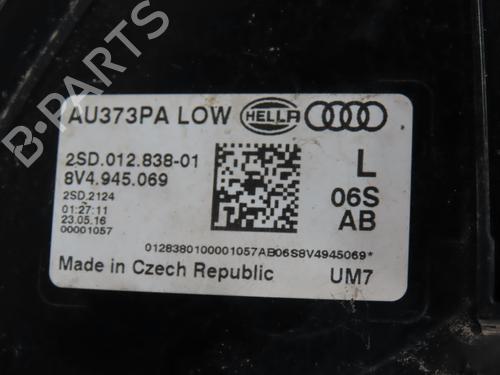 AU373PA LOW HELLA
2SD.012.838-01
L
8V4.945.069
06S
2SD.2124
AB
01:27:11
23.05.16
00001057
0128380100001057AB06S8V4945069*
Made in Czech Republic
UM7